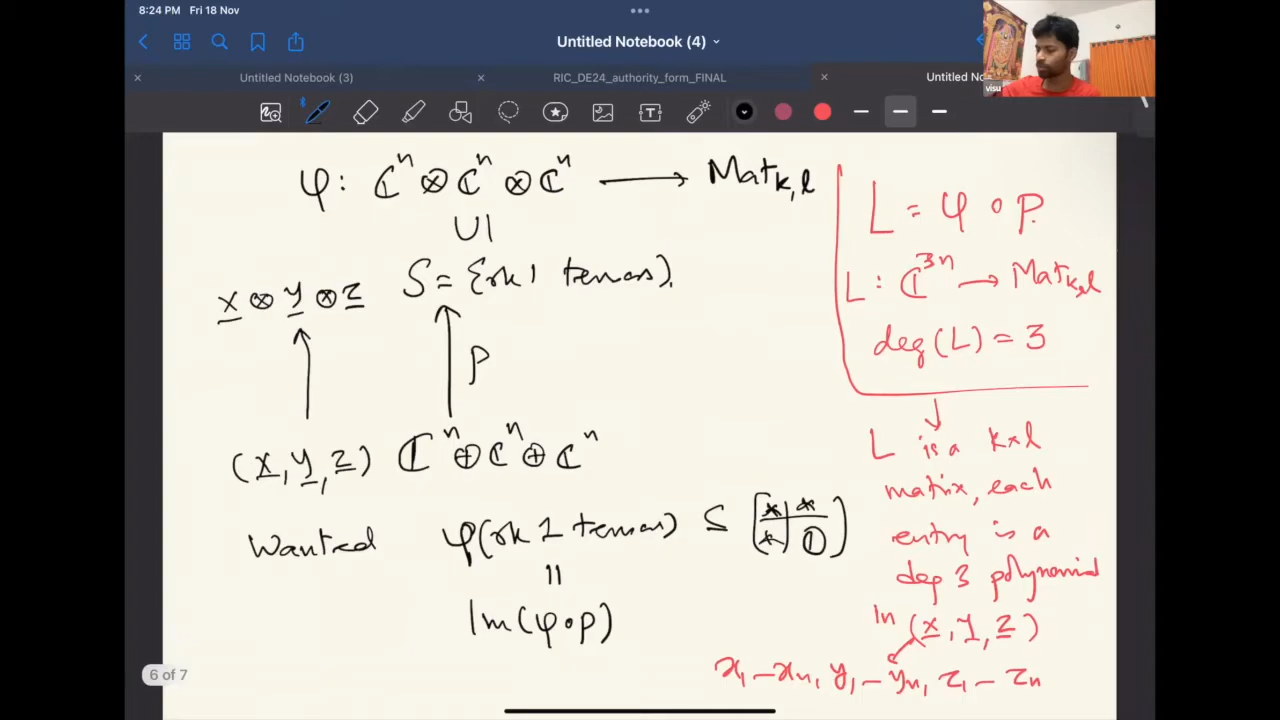 8:24 PM Fri 18 Nov
Untitled Notebook (4)
Untitled Notebook (3)
RIC_DE24_authority_form_FINAL
Untitled
visu
φ: ℂⁿ ⊗ ℂⁿ ⊗ ℂⁿ ⟶ Mat_{k,l}
∪|
x ⊗ y ⊗ z S = {rk 1 tensors}.
p
(x, y, z) ℂⁿ ⊕ ℂⁿ ⊕ ℂⁿ
Wanted φ(rk 1 tensors) ⊆ (* | * / * | 0)
||
Im(φ∘p)
L = φ ∘ p.
L : ℂ³ⁿ → Mat_{k,l}
deg(L) = 3
↓
L is a k×l
matrix, each
entry is a
deg 3 polynomial
in (x, y, z)
x₁ – xₙ, y₁ – yₙ, z₁ – zₙ
6 of 7